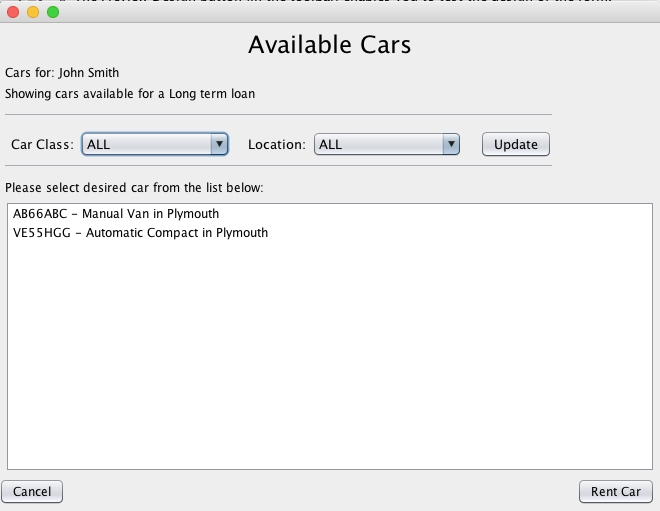 Available Cars
Cars for: John Smith
Showing cars available for a Long term loan
Car Class: ALL Location: ALL Update
Please select desired car from the list below:
AB66ABC - Manual Van in Plymouth
VE55HGG - Automatic Compact in Plymouth
Cancel Rent Car